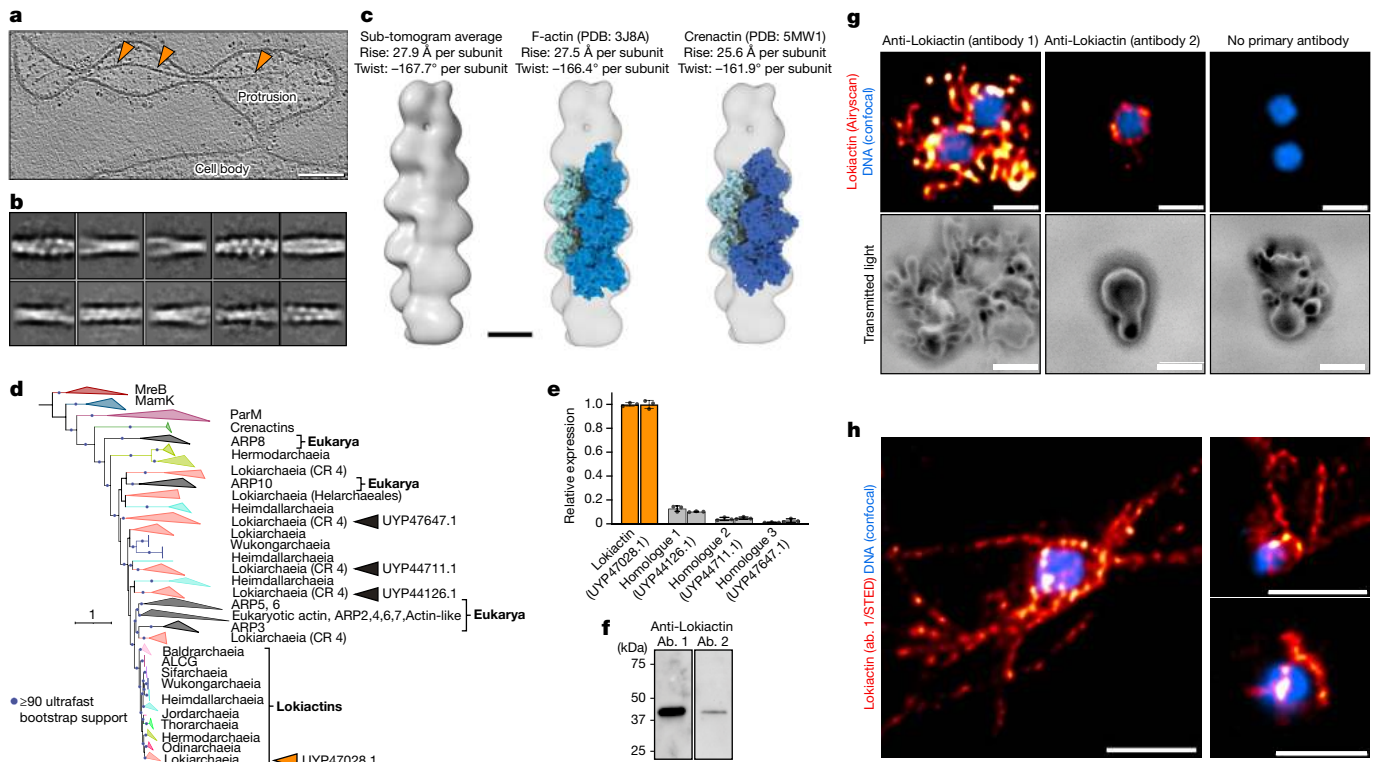 a
Protrusion
Cell body
b
c
Sub-tomogram average
Rise: 27.9 Å per subunit
Twist: –167.7° per subunit
F-actin (PDB: 3J8A)
Rise: 27.5 Å per subunit
Twist: –166.4° per subunit
Crenactin (PDB: 5MW1)
Rise: 25.6 Å per subunit
Twist: –161.9° per subunit
d
MreB
MamK
ParM
Crenactins
ARP8
Eukarya
Hermodarchaeia
Lokiarchaeia (CR 4)
ARP10
Eukarya
Lokiarchaeia (Helarchaeales)
Heimdallarchaeia
Lokiarchaeia (CR 4)
UYP47647.1
Lokiarchaeia
Wukongarchaeia
Heimdallarchaeia
Lokiarchaeia (CR 4)
UYP44711.1
Heimdallarchaeia
Lokiarchaeia (CR 4)
UYP44126.1
ARP5, 6
Eukaryotic actin, ARP2,4,6,7,Actin-like
Eukarya
ARP3
Lokiarchaeia (CR 4)
1
Baldrarchaeia
ALCG
Sifarchaeia
Wukongarchaeia
Heimdallarchaeia
Jordarchaeia
Thorarchaeia
Hermodarchaeia
Odinarchaeia
Lokiarchaeia
Lokiactins
UYP47028.1
≥90 ultrafast
bootstrap support
e
Relative expression
1.0
0.8
0.6
0.4
0.2
0
Lokiactin
(UYP47028.1)
Homologue 1
(UYP44126.1)
Homologue 2
(UYP44711.1)
Homologue 3
(UYP47647.1)
f
Anti-Lokiactin
(kDa)
Ab. 1
Ab. 2
75
50
37
25
g
Anti-Lokiactin (antibody 1)
Anti-Lokiactin (antibody 2)
No primary antibody
Lokiactin (Airyscan)
DNA (confocal)
Transmitted light
h
Lokiactin (ab. 1/STED) DNA (confocal)